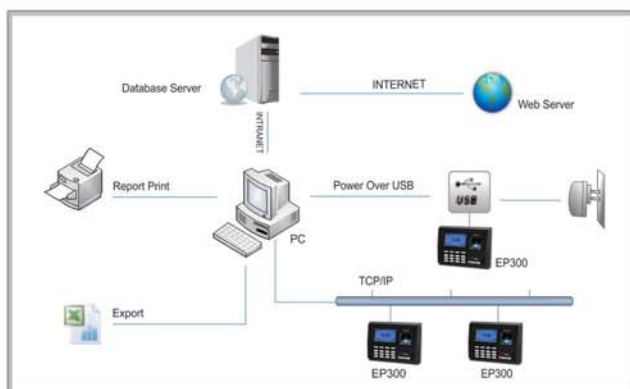 Database Server
INTERNET
Web Server
INTRANET
Report Print
Power Over USB
USB
PC
EP300
TCP/IP
Export
EP300
EP300